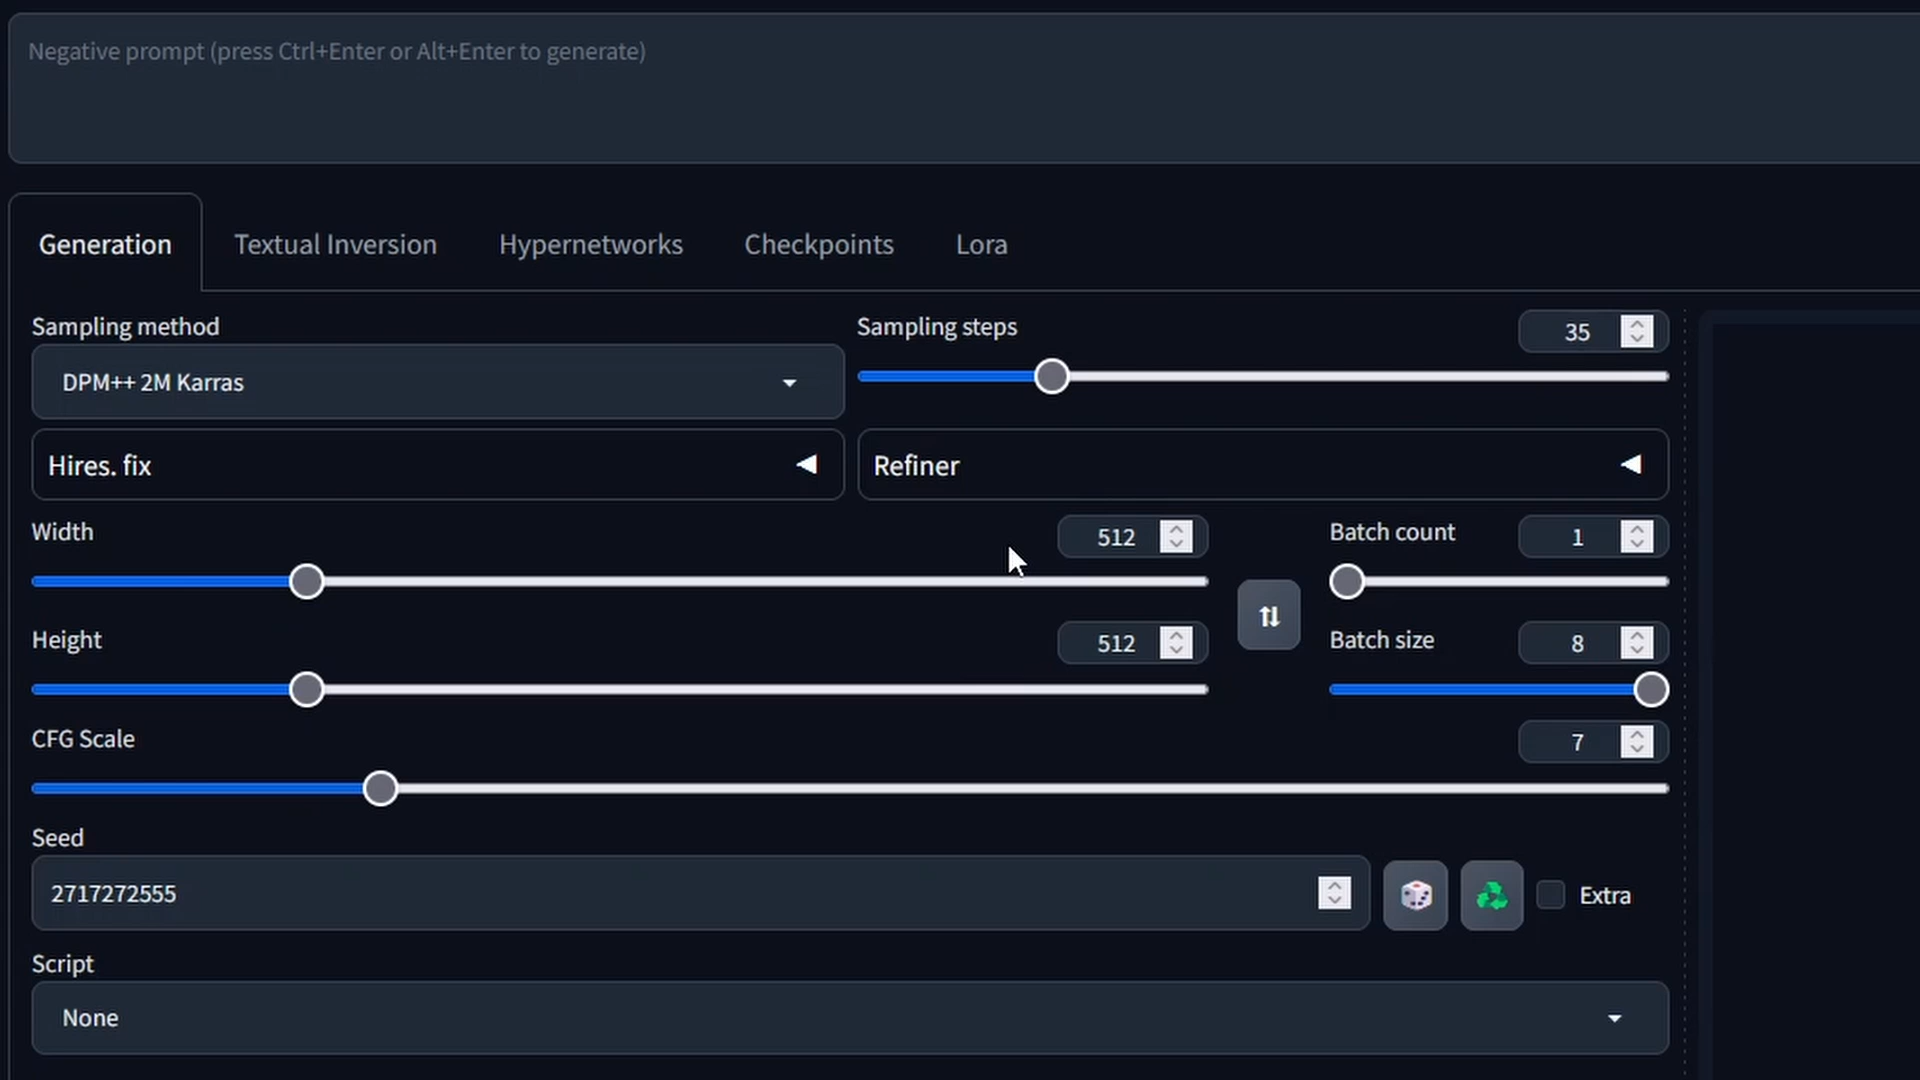 Negative prompt (press Ctrl+Enter or Alt+Enter to generate)
Generation Textual Inversion Hypernetworks Checkpoints Lora
Sampling method
DPM++ 2M Karras
Sampling steps 35
Hires. fix
Refiner
Width 512
Batch count 1
Height 512
Batch size 8
CFG Scale 7
Seed
2717272555
Extra
Script
None